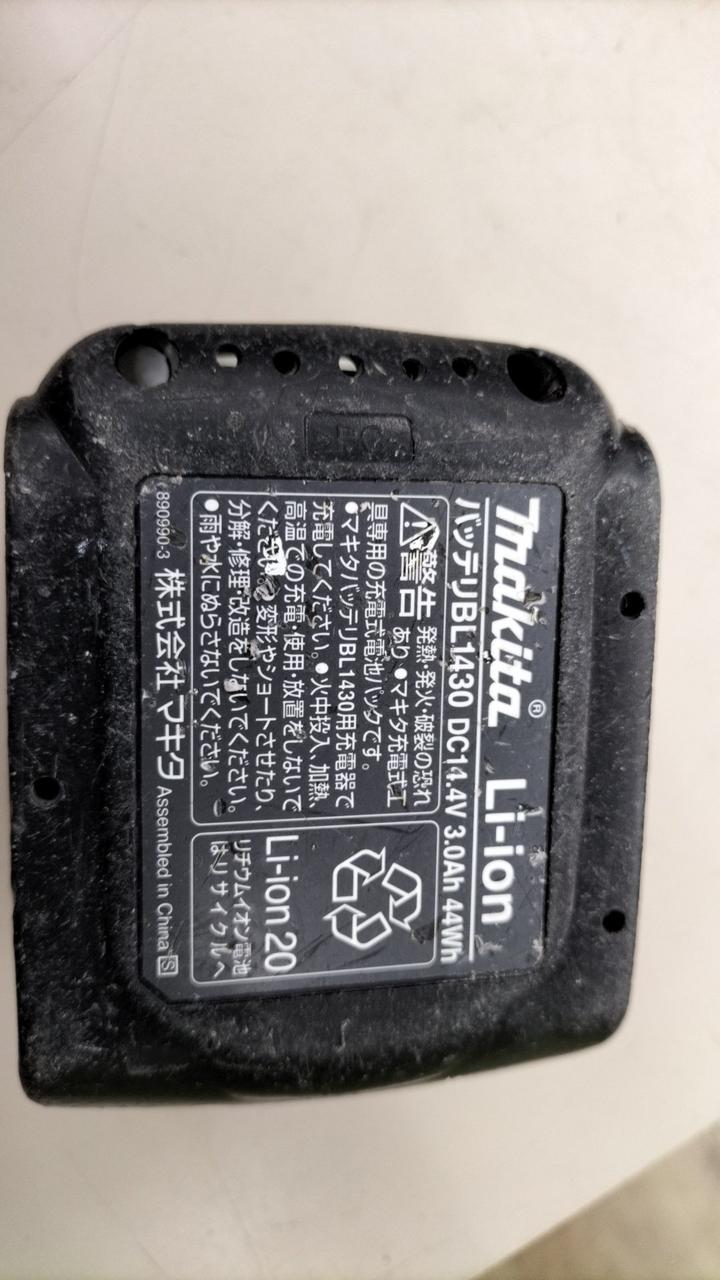 makita® Li-ion
バッテリBL1430 DC14.4V 3.0Ah 44Wh
警告 発熱・発火・破裂の恐れ
あり●マキタ充電式工
具専用の充電式電池パックです。
●マキタバッテリBL1430用充電器で
充電してください。●火中投入、加熱、
高温での充電・使用・放置をしないで
ください。変形やショートさせたり、
分解・修理・改造をしないでください。
●雨や水にぬらさないでください。
Li-ion 20
リチウムイオン電池
はリサイクルへ
890990-3 株式会社マキタ Assembled in China S